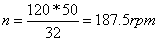 n = 120*50 / 32 = 187.5rpm